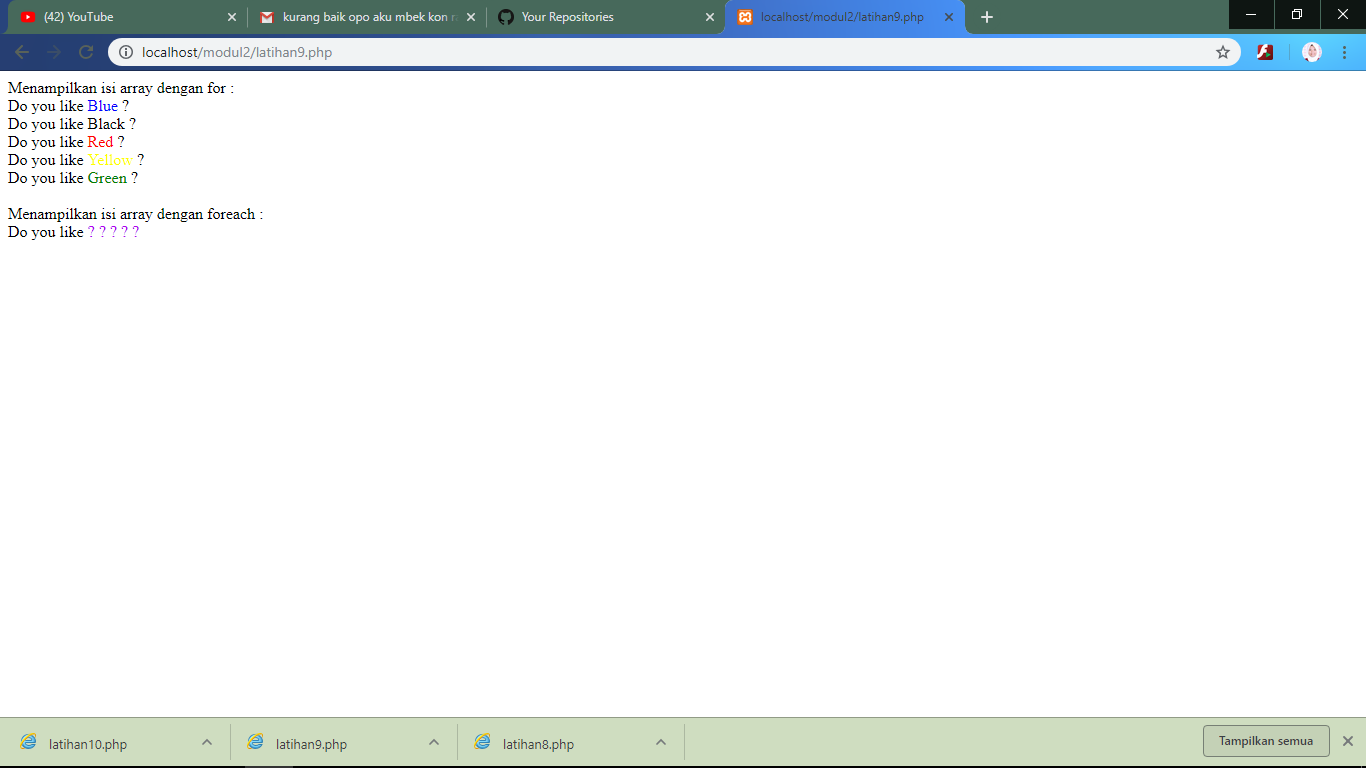 (42) YouTube
kurang baik opo aku mbek kon
Your Repositories
localhost/modul2/latihan9.php
localhost/modul2/latihan9.php
Menampilkan isi array dengan for :
Do you like Blue ?
Do you like Black ?
Do you like Red ?
Do you like Yellow ?
Do you like Green ?
Menampilkan isi array dengan foreach :
Do you like ? ? ? ? ?
latihan10.php
latihan9.php
latihan8.php
Tampilkan semua